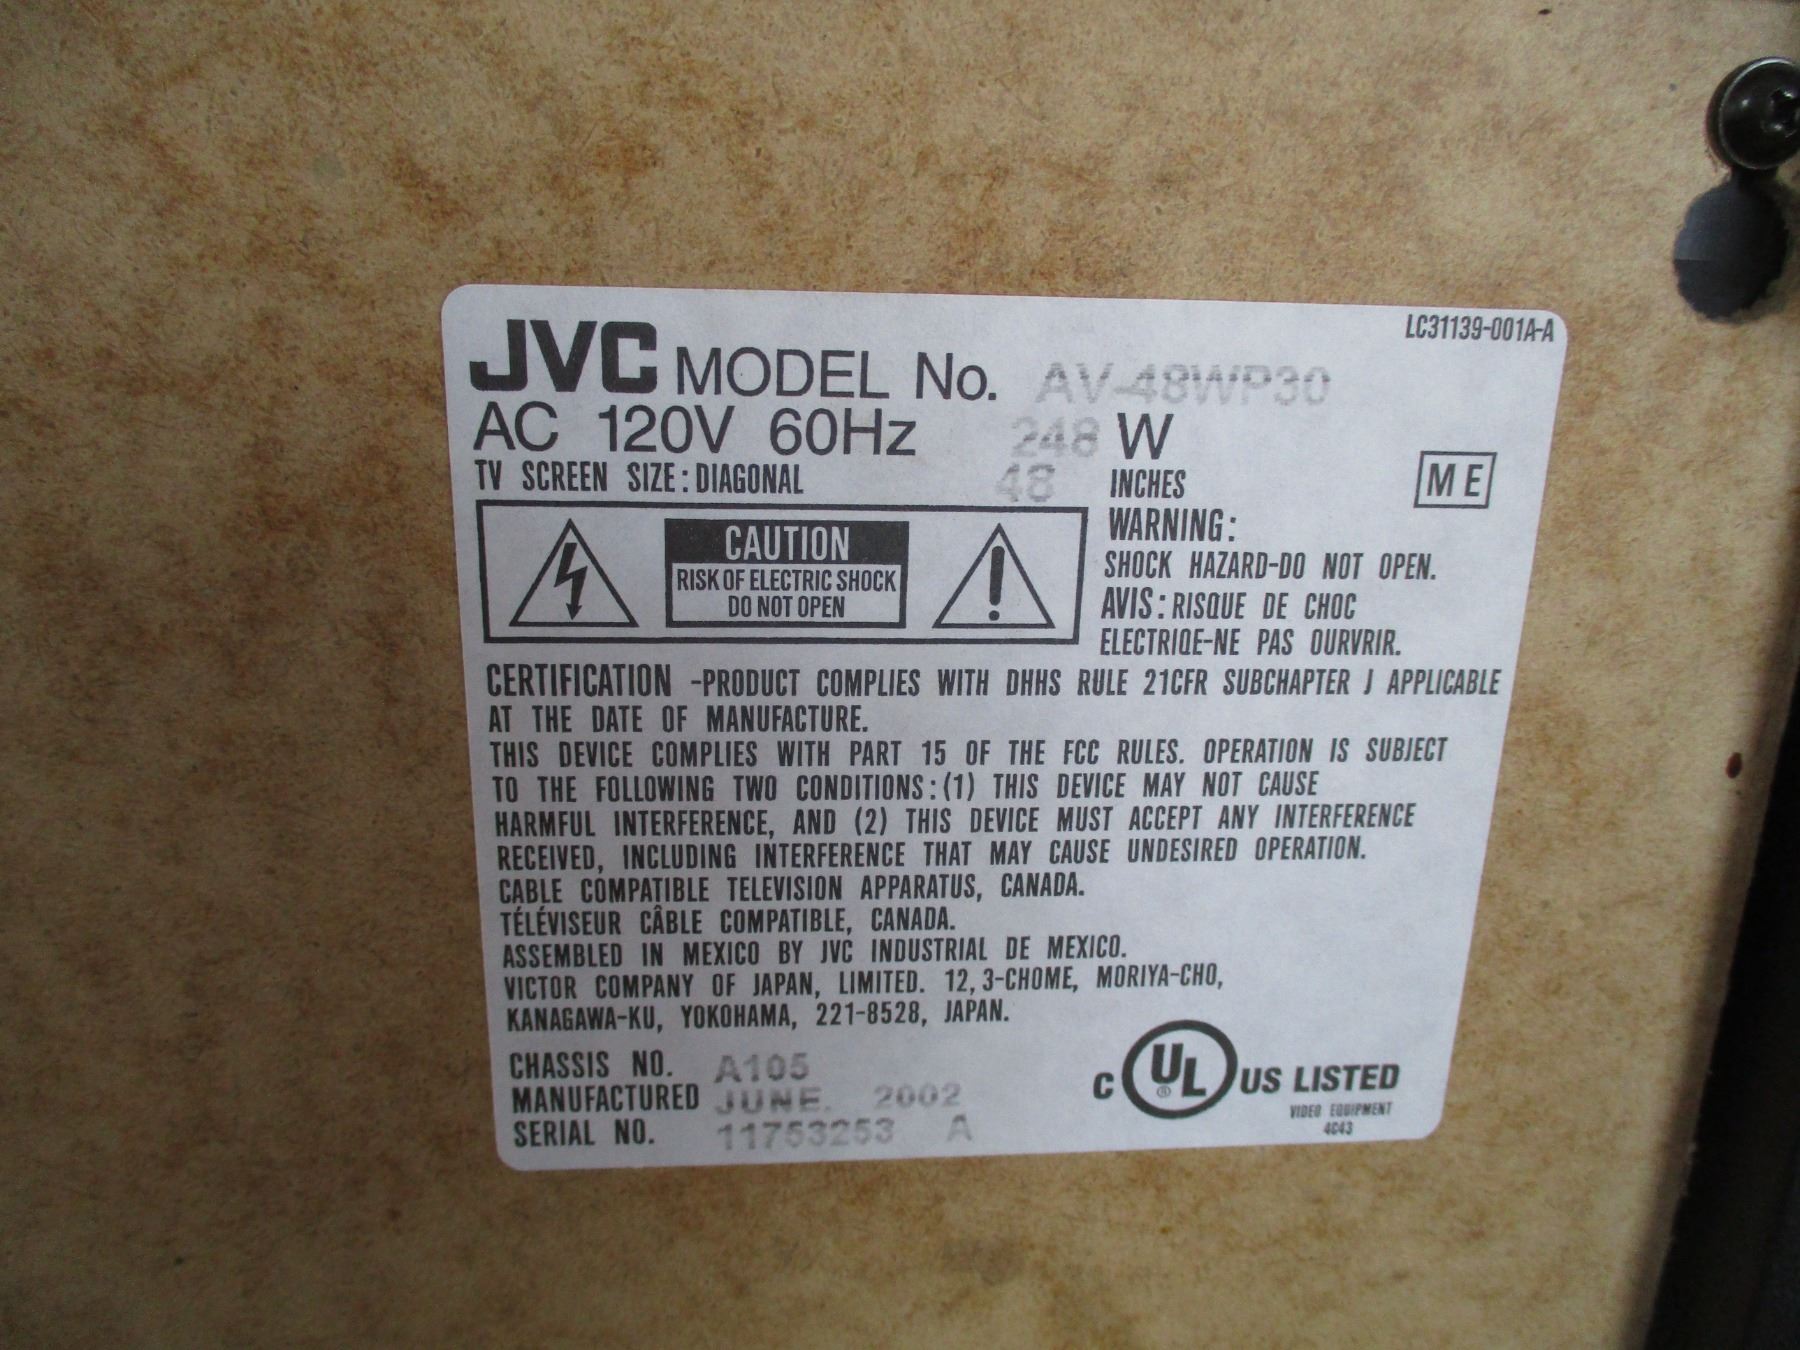 LC31139-001A-A
JVC MODEL No. AV-48WP30
AC 120V 60Hz 248 W
TV SCREEN SIZE: DIAGONAL 48 INCHES
ME
CAUTION
RISK OF ELECTRIC SHOCK
DO NOT OPEN
WARNING:
SHOCK HAZARD-DO NOT OPEN.
AVIS: RISQUE DE CHOC
ELECTRIQE-NE PAS OURVRIR.
CERTIFICATION -PRODUCT COMPLIES WITH DHHS RULE 21CFR SUBCHAPTER J APPLICABLE
AT THE DATE OF MANUFACTURE.
THIS DEVICE COMPLIES WITH PART 15 OF THE FCC RULES. OPERATION IS SUBJECT
TO THE FOLLOWING TWO CONDITIONS: (1) THIS DEVICE MAY NOT CAUSE
HARMFUL INTERFERENCE, AND (2) THIS DEVICE MUST ACCEPT ANY INTERFERENCE
RECEIVED, INCLUDING INTERFERENCE THAT MAY CAUSE UNDESIRED OPERATION.
CABLE COMPATIBLE TELEVISION APPARATUS, CANADA.
TÉLÉVISEUR CÂBLE COMPATIBLE, CANADA.
ASSEMBLED IN MEXICO BY JVC INDUSTRIAL DE MEXICO.
VICTOR COMPANY OF JAPAN, LIMITED. 12, 3-CHOME, MORIYA-CHO,
KANAGAWA-KU, YOKOHAMA, 221-8528, JAPAN.
CHASSIS NO. A105
MANUFACTURED JUNE. 2002
SERIAL NO. 11753253 A
C UL ® US LISTED
VIDEO EQUIPMENT
4C43